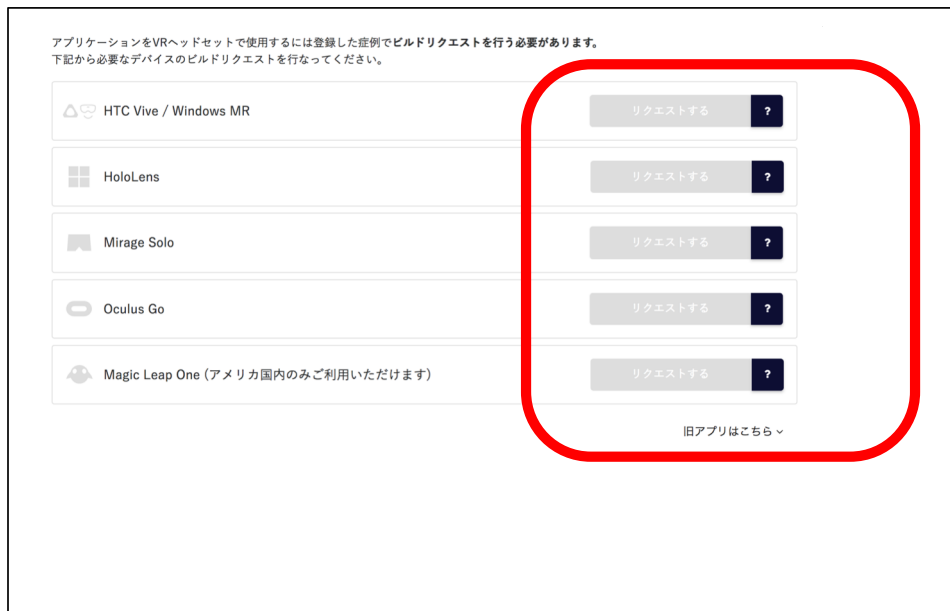 アプリケーションをVRヘッドセットで使用するには登録した症例でビルドリクエストを行う必要があります。
下記から必要なデバイスのビルドリクエストを行なってください。
HTC Vive / Windows MR リクエストする ?
HoloLens リクエストする ?
Mirage Solo リクエストする ?
Oculus Go リクエストする ?
Magic Leap One (アメリカ国内のみご利用いただけます) リクエストする ?
旧アプリはこちら